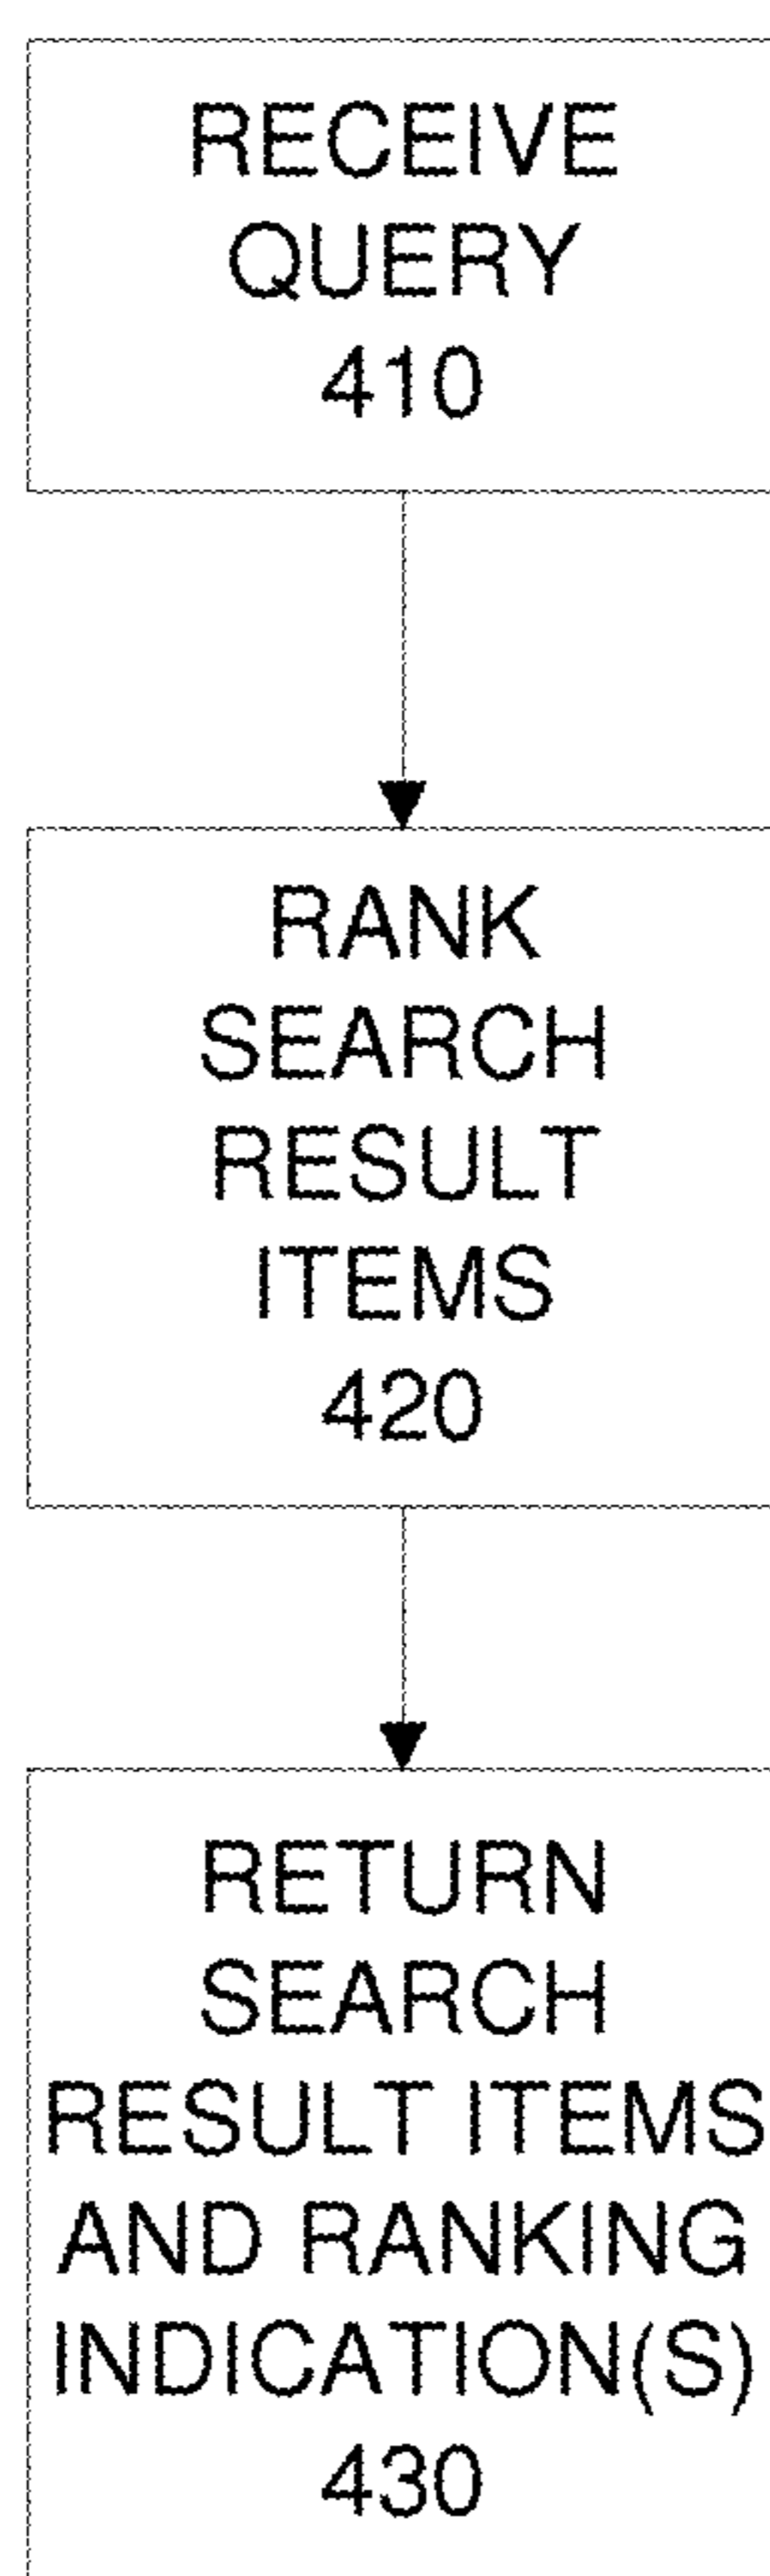 RECEIVE
QUERY
410
RANK
SEARCH
RESULT
ITEMS
420
RETURN
SEARCH
RESULT ITEMS
AND RANKING
INDICATION(S)
430